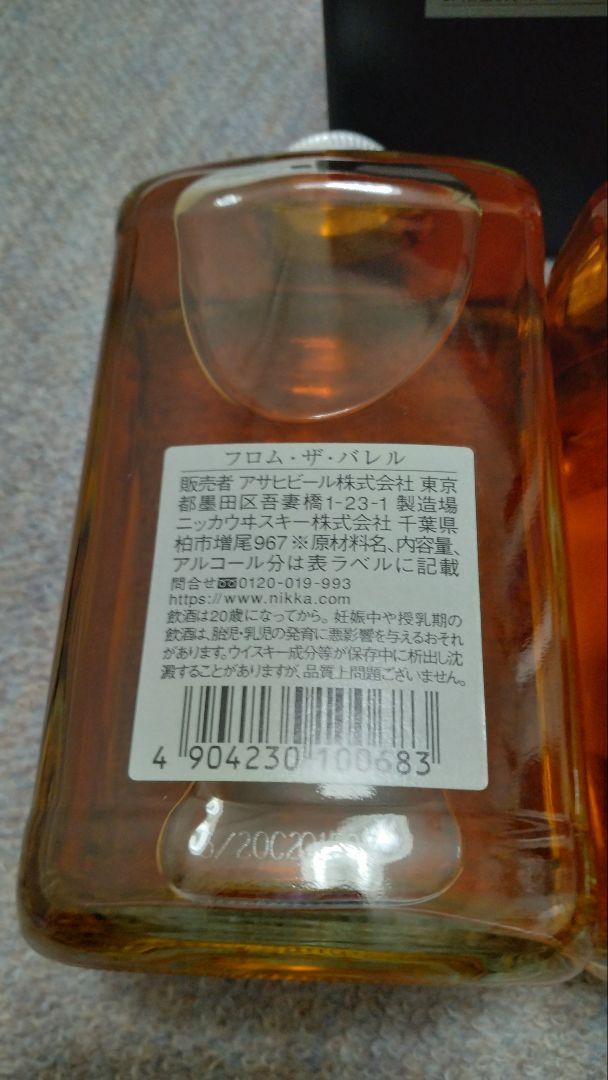 フロム・ザ・バレル
販売者 アサヒビール株式会社 東京
都墨田区吾妻橋1-23-1 製造場
ニッカウヰスキー株式会社 千葉県
柏市増尾967 ※原材料名、内容量、
アルコール分は表ラベルに記載
問合せ 0120-019-993
https://www.nikka.com
飲酒は20歳になってから。妊娠中や授乳期の
飲酒は、胎児・乳児の発育に悪影響を与えるおそれ
があります。ウイスキー成分等が保存中に析出し沈
澱することがありますが、品質上問題ございません。
4 904230 100683